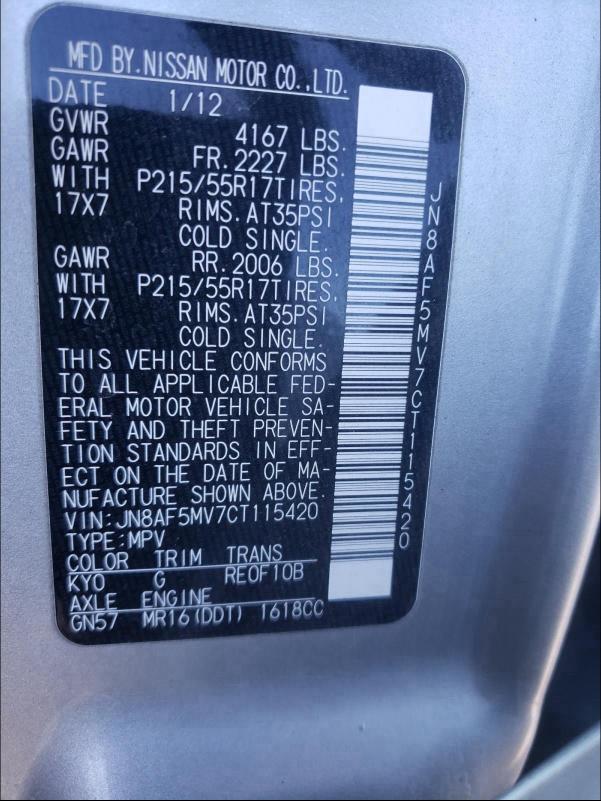 MFD BY.NISSAN MOTOR CO.,LTD.
DATE 1/12
GVWR 4167 LBS.
GAWR FR. 2227 LBS.
WITH P215/55R17TIRES,
17X7 RIMS. AT35PSI
COLD SINGLE.
GAWR RR. 2006 LBS.
WITH P215/55R17TIRES,
17X7 RIMS. AT35PSI
COLD SINGLE.
THIS VEHICLE CONFORMS
TO ALL APPLICABLE FED-
ERAL MOTOR VEHICLE SA-
FETY AND THEFT PREVEN-
TION STANDARDS IN EFF-
ECT ON THE DATE OF MA-
NUFACTURE SHOWN ABOVE.
VIN:JN8AF5MV7CT115420
TYPE:MPV
COLOR TRIM TRANS
KYO G RE0F10B
AXLE ENGINE
GN57 MR16(DDT) 1618CC
JN8AF5MV7CT115420